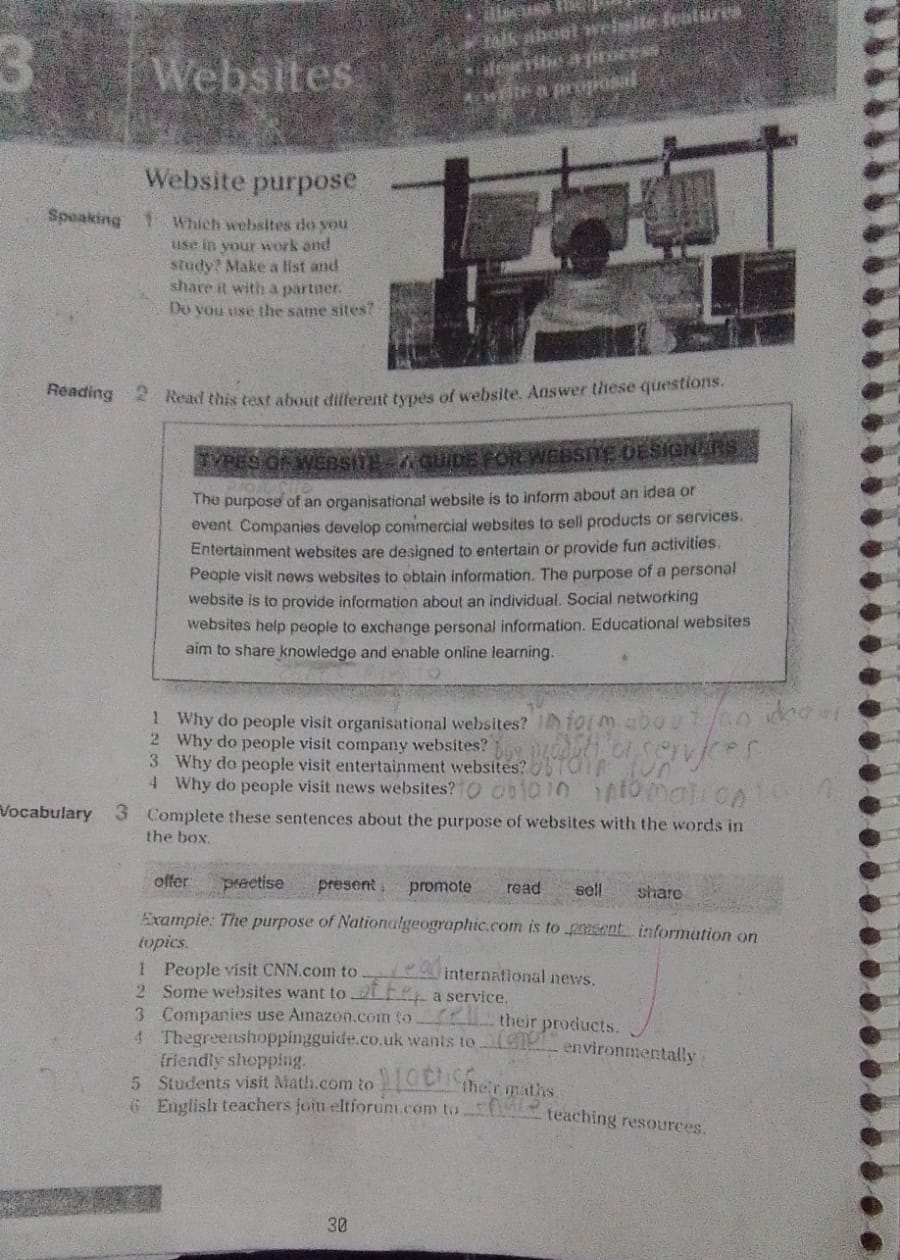 3
Websites
talk about website features
describe a process
write a proposal
Website purpose
Speaking 1 Which websites do you
use in your work and
study? Make a list and
share it with a partner.
Do you use the same sites?
Reading 2 Read this text about different types of website. Answer these questions.
TYPES OF WEBSITE - A GUIDE FOR WEBSITE DESIGNERS
The purpose of an organisational website is to inform about an idea or
event. Companies develop commercial websites to sell products or services.
Entertainment websites are designed to entertain or provide fun activities.
People visit news websites to obtain information. The purpose of a personal
website is to provide information about an individual. Social networking
websites help people to exchange personal information. Educational websites
aim to share knowledge and enable online learning.
1 Why do people visit organisational websites? inform about an idea or
2 Why do people visit company websites? or services
3 Why do people visit entertainment websites? obtain fun
4 Why do people visit news websites? to obtain infomation
Vocabulary 3 Complete these sentences about the purpose of websites with the words in
the box.
offer practise present promote read sell share
Example: The purpose of Nationalgeographic.com is to present information on
topics.
1 People visit CNN.com to read international news.
2 Some websites want to offer a service.
3 Companies use Amazon.com to sell their products.
4 Thegreenshoppingguide.co.uk wants to environmentally
friendly shopping.
5 Students visit Math.com to their maths.
6 English teachers join eltforum.com to share teaching resources.
30